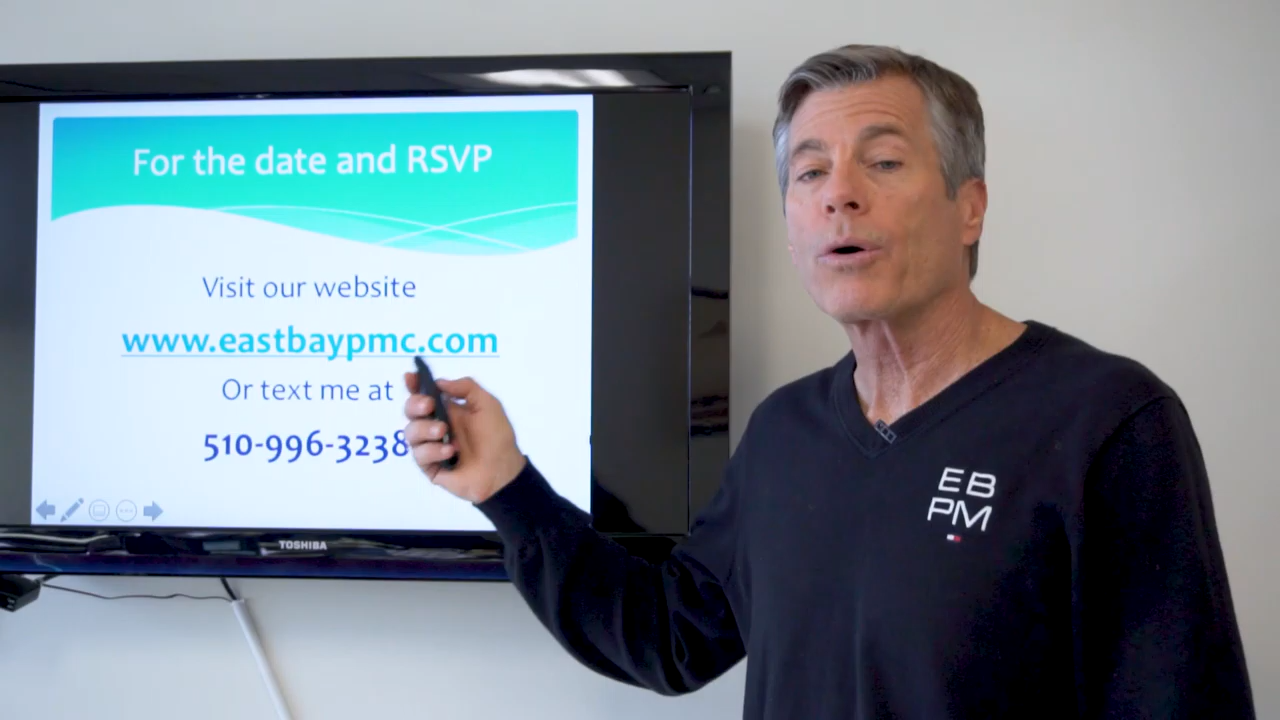 For the date and RSVP
Visit our website
www.eastbaypmc.com
Or text me at
510-996-3238
TOSHIBA
EB
PM